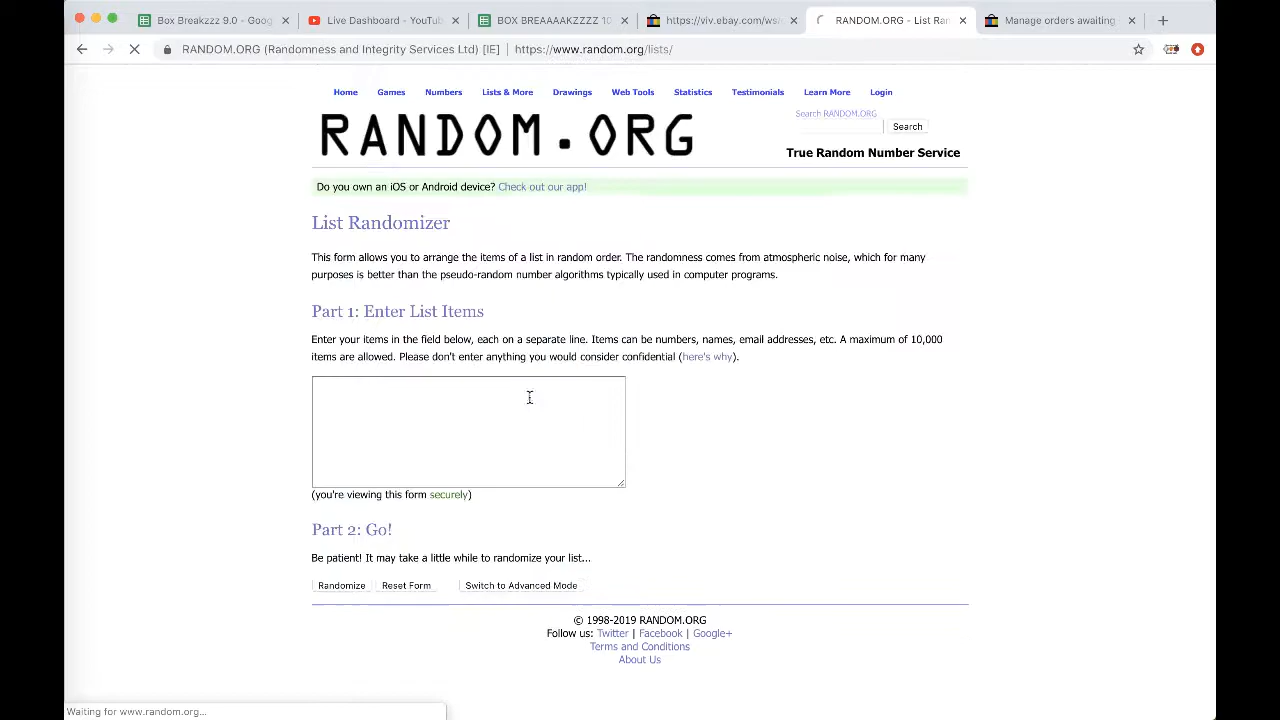 Box Breakzzz 9.0 - Goog
Live Dashboard - YouTub
BOX BREAAAAKZZZZ 10
https://viv.ebay.com/ws/
RANDOM.ORG - List Ran
Manage orders awaiting
RANDOM.ORG (Randomness and Integrity Services Ltd) [IE] | https://www.random.org/lists/
Home Games Numbers Lists & More Drawings Web Tools Statistics Testimonials Learn More Login
Search RANDOM.ORG
RANDOM.ORG
Search
True Random Number Service
Do you own an iOS or Android device? Check out our app!
List Randomizer
This form allows you to arrange the items of a list in random order. The randomness comes from atmospheric noise, which for many
purposes is better than the pseudo-random number algorithms typically used in computer programs.
Part 1: Enter List Items
Enter your items in the field below, each on a separate line. Items can be numbers, names, email addresses, etc. A maximum of 10,000
items are allowed. Please don't enter anything you would consider confidential (here's why).
(you're viewing this form securely)
Part 2: Go!
Be patient! It may take a little while to randomize your list...
Randomize Reset Form Switch to Advanced Mode
© 1998-2019 RANDOM.ORG
Follow us: Twitter | Facebook | Google+
Terms and Conditions
About Us
Waiting for www.random.org...